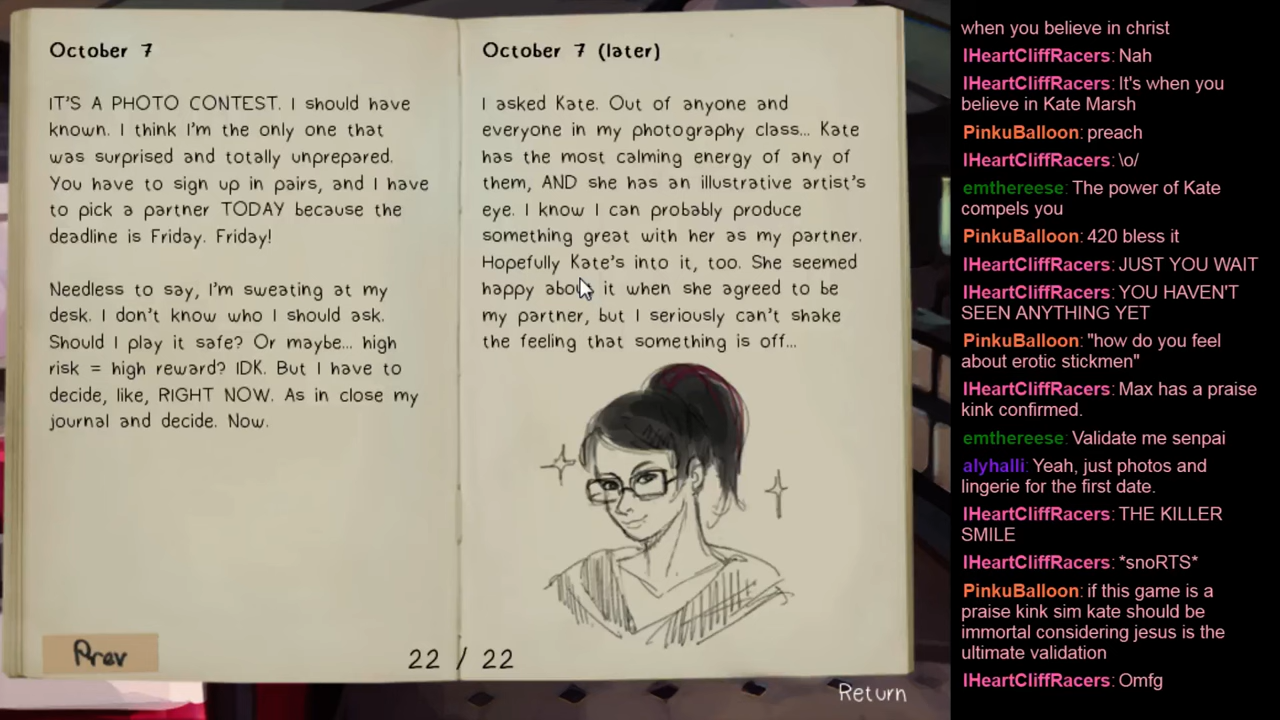 October 7
IT'S A PHOTO CONTEST. I should have
known. I think I'm the only one that
was surprised and totally unprepared.
You have to sign up in pairs, and I have
to pick a partner TODAY because the
deadline is Friday. Friday!
Needless to say, I'm sweating at my
desk. I don't know who I should ask.
Should I play it safe? Or maybe... high
risk = high reward? IDK. But I have to
decide, like, RIGHT NOW. As in close my
journal and decide. Now.
Prev
October 7 (later)
I asked Kate. Out of anyone and
everyone in my photography class... Kate
has the most calming energy of any of
them, AND she has an illustrative artist's
eye. I know I can probably produce
something great with her as my partner.
Hopefully Kate's into it, too. She seemed
happy about it when she agreed to be
my partner, but I seriously can't shake
the feeling that something is off...
22 / 22
Return
when you believe in christ
IHeartCliffRacers: Nah
IHeartCliffRacers: It's when you
believe in Kate Marsh
PinkuBalloon: preach
IHeartCliffRacers: \o/
emthereese: The power of Kate
compels you
PinkuBalloon: 420 bless it
IHeartCliffRacers: JUST YOU WAIT
IHeartCliffRacers: YOU HAVEN'T
SEEN ANYTHING YET
PinkuBalloon: "how do you feel
about erotic stickmen"
IHeartCliffRacers: Max has a praise
kink confirmed.
emthereese: Validate me senpai
alyhalli: Yeah, just photos and
lingerie for the first date.
IHeartCliffRacers: THE KILLER
SMILE
IHeartCliffRacers: *snoRTS*
PinkuBalloon: if this game is a
praise kink sim kate should be
immortal considering jesus is the
ultimate validation
IHeartCliffRacers: Omfg